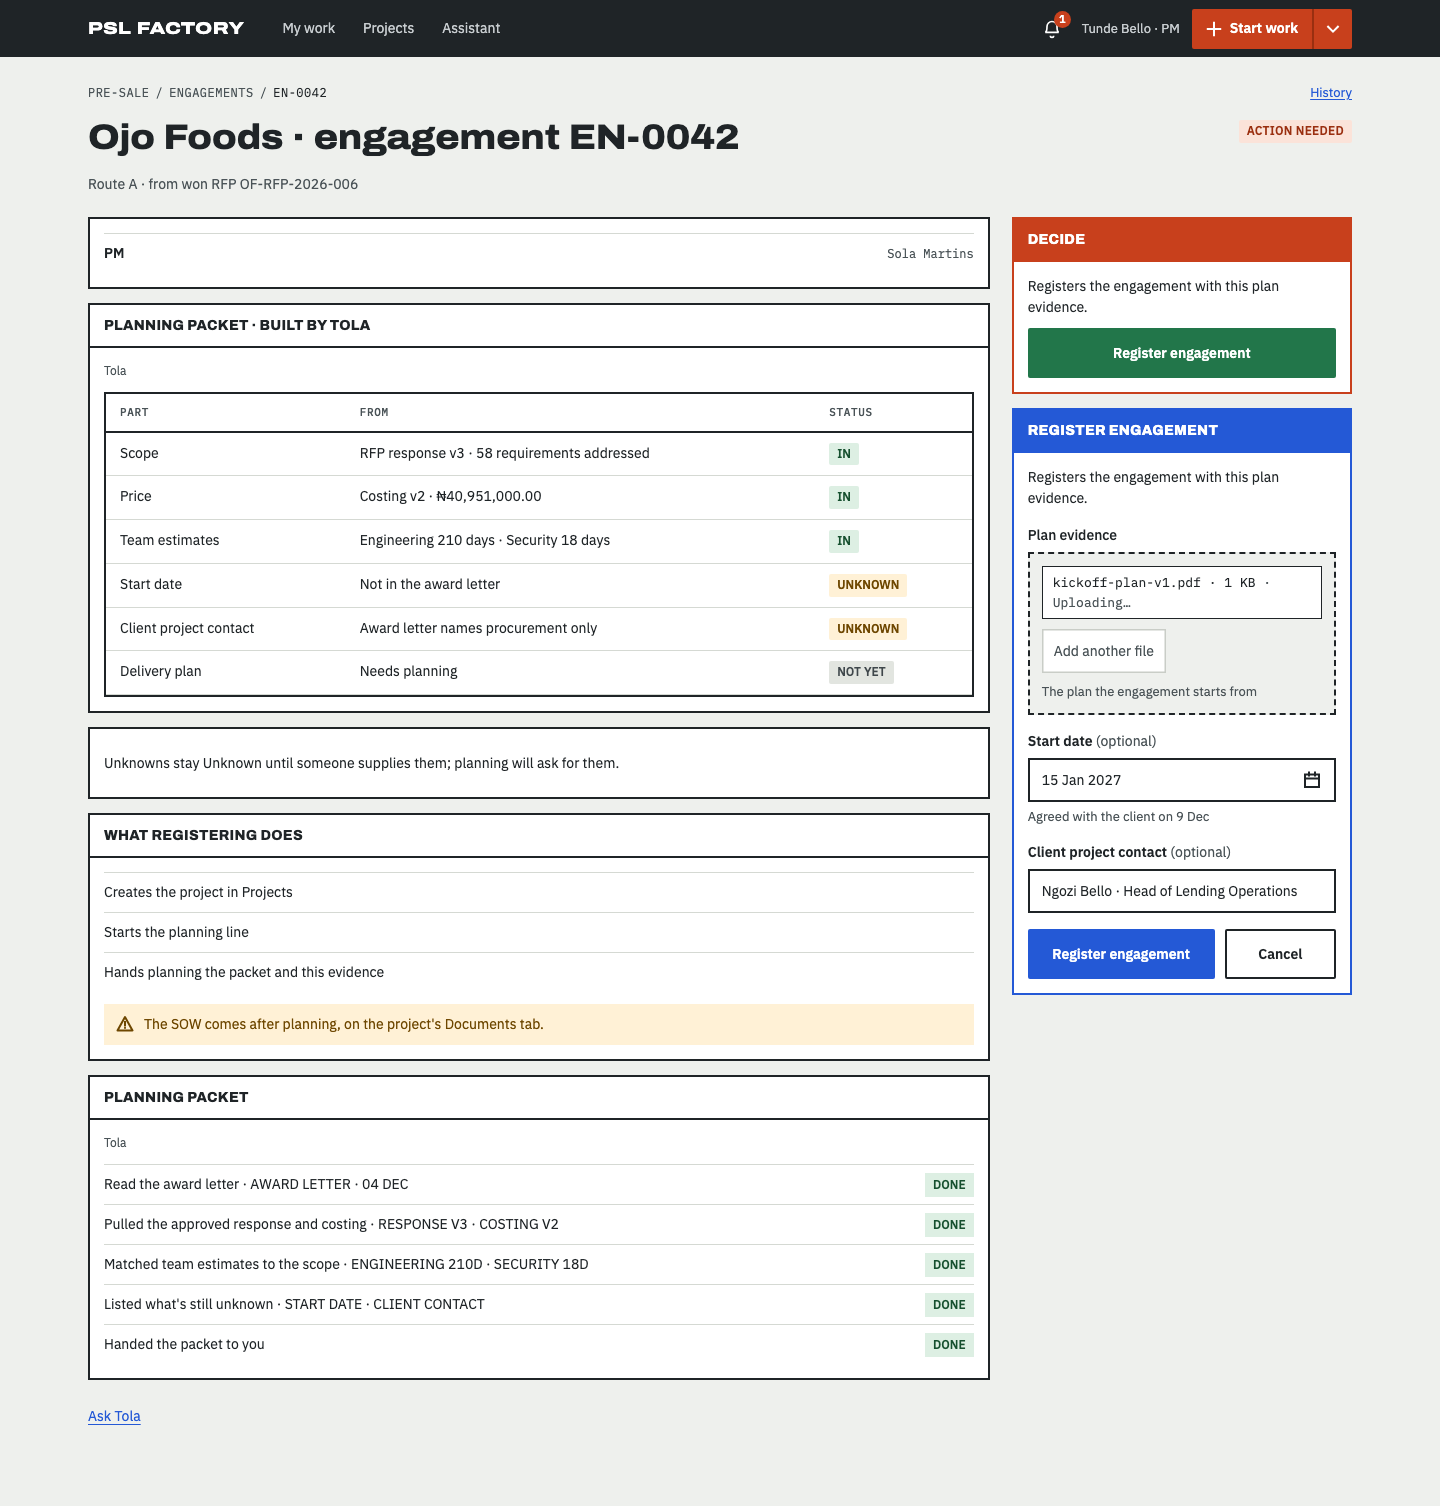 PSL FACTORY
My work
Projects
Assistant
1
Tunde Bello · PM
Start work
PRE-SALE / ENGAGEMENTS / EN-0042
History
Ojo Foods · engagement EN-0042
ACTION NEEDED
Route A · from won RFP OF-RFP-2026-006
PM
Sola Martins
PLANNING PACKET · BUILT BY TOLA
Tola
PART FROM STATUS
Scope RFP response v3 · 58 requirements addressed IN
Price Costing v2 · ₦40,951,000.00 IN
Team estimates Engineering 210 days · Security 18 days IN
Start date Not in the award letter UNKNOWN
Client project contact Award letter names procurement only UNKNOWN
Delivery plan Needs planning NOT YET
Unknowns stay Unknown until someone supplies them; planning will ask for them.
WHAT REGISTERING DOES
Creates the project in Projects
Starts the planning line
Hands planning the packet and this evidence
The SOW comes after planning, on the project's Documents tab.
PLANNING PACKET
Tola
Read the award letter · AWARD LETTER · 04 DEC DONE
Pulled the approved response and costing · RESPONSE V3 · COSTING V2 DONE
Matched team estimates to the scope · ENGINEERING 210D · SECURITY 18D DONE
Listed what's still unknown · START DATE · CLIENT CONTACT DONE
Handed the packet to you DONE
Ask Tola
DECIDE
Registers the engagement with this plan
evidence.
Register engagement
REGISTER ENGAGEMENT
Registers the engagement with this plan
evidence.
Plan evidence
kickoff-plan-v1.pdf · 1 KB ·
Uploading…
Add another file
The plan the engagement starts from
Start date (optional)
15 Jan 2027
Agreed with the client on 9 Dec
Client project contact (optional)
Ngozi Bello · Head of Lending Operations
Register engagement
Cancel